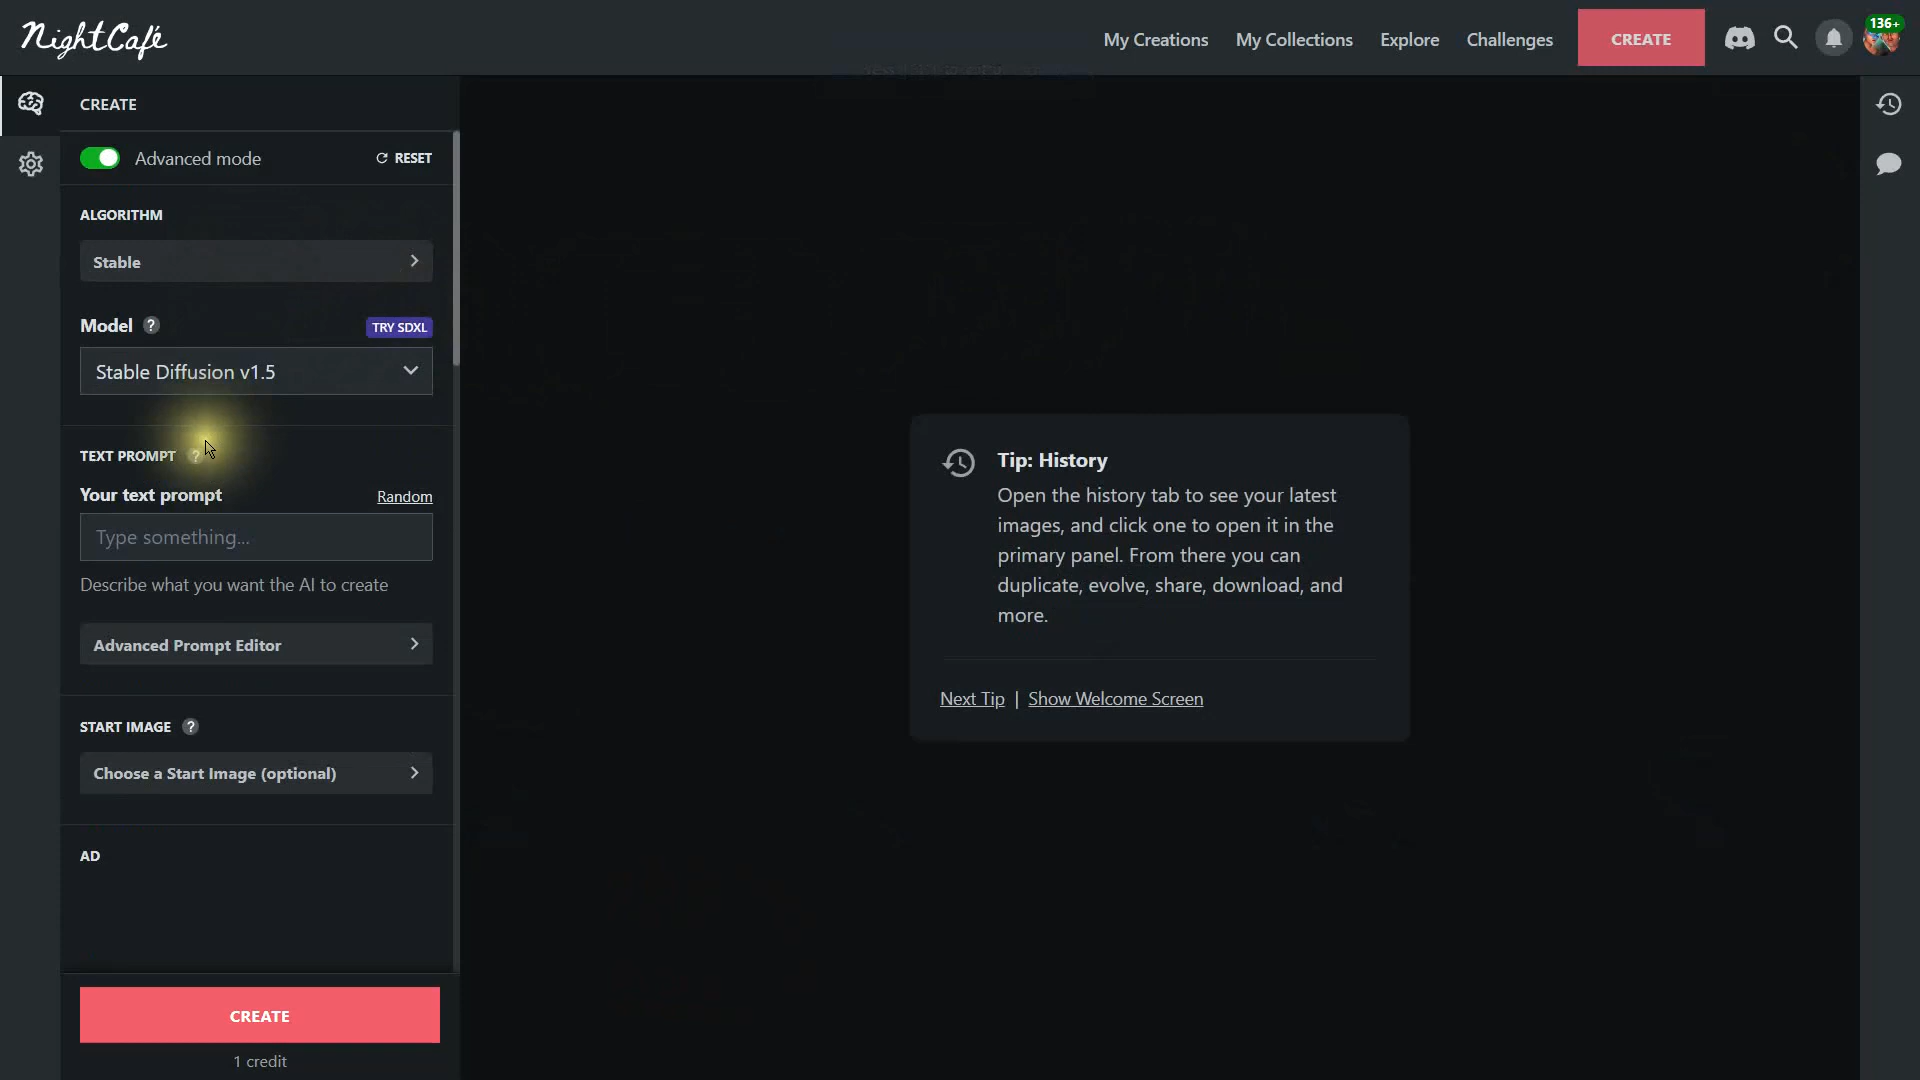 NightCafé
My Creations
My Collections
Explore
Challenges
CREATE
136+
CREATE
Advanced mode
RESET
ALGORITHM
Stable
Model ?
TRY SDXL
Stable Diffusion v1.5
TEXT PROMPT ?
Your text prompt
Random
Type something...
Describe what you want the AI to create
Advanced Prompt Editor
START IMAGE ?
Choose a Start Image (optional)
AD
CREATE
1 credit
Tip: History
Open the history tab to see your latest
images, and click one to open it in the
primary panel. From there you can
duplicate, evolve, share, download, and
more.
Next Tip | Show Welcome Screen